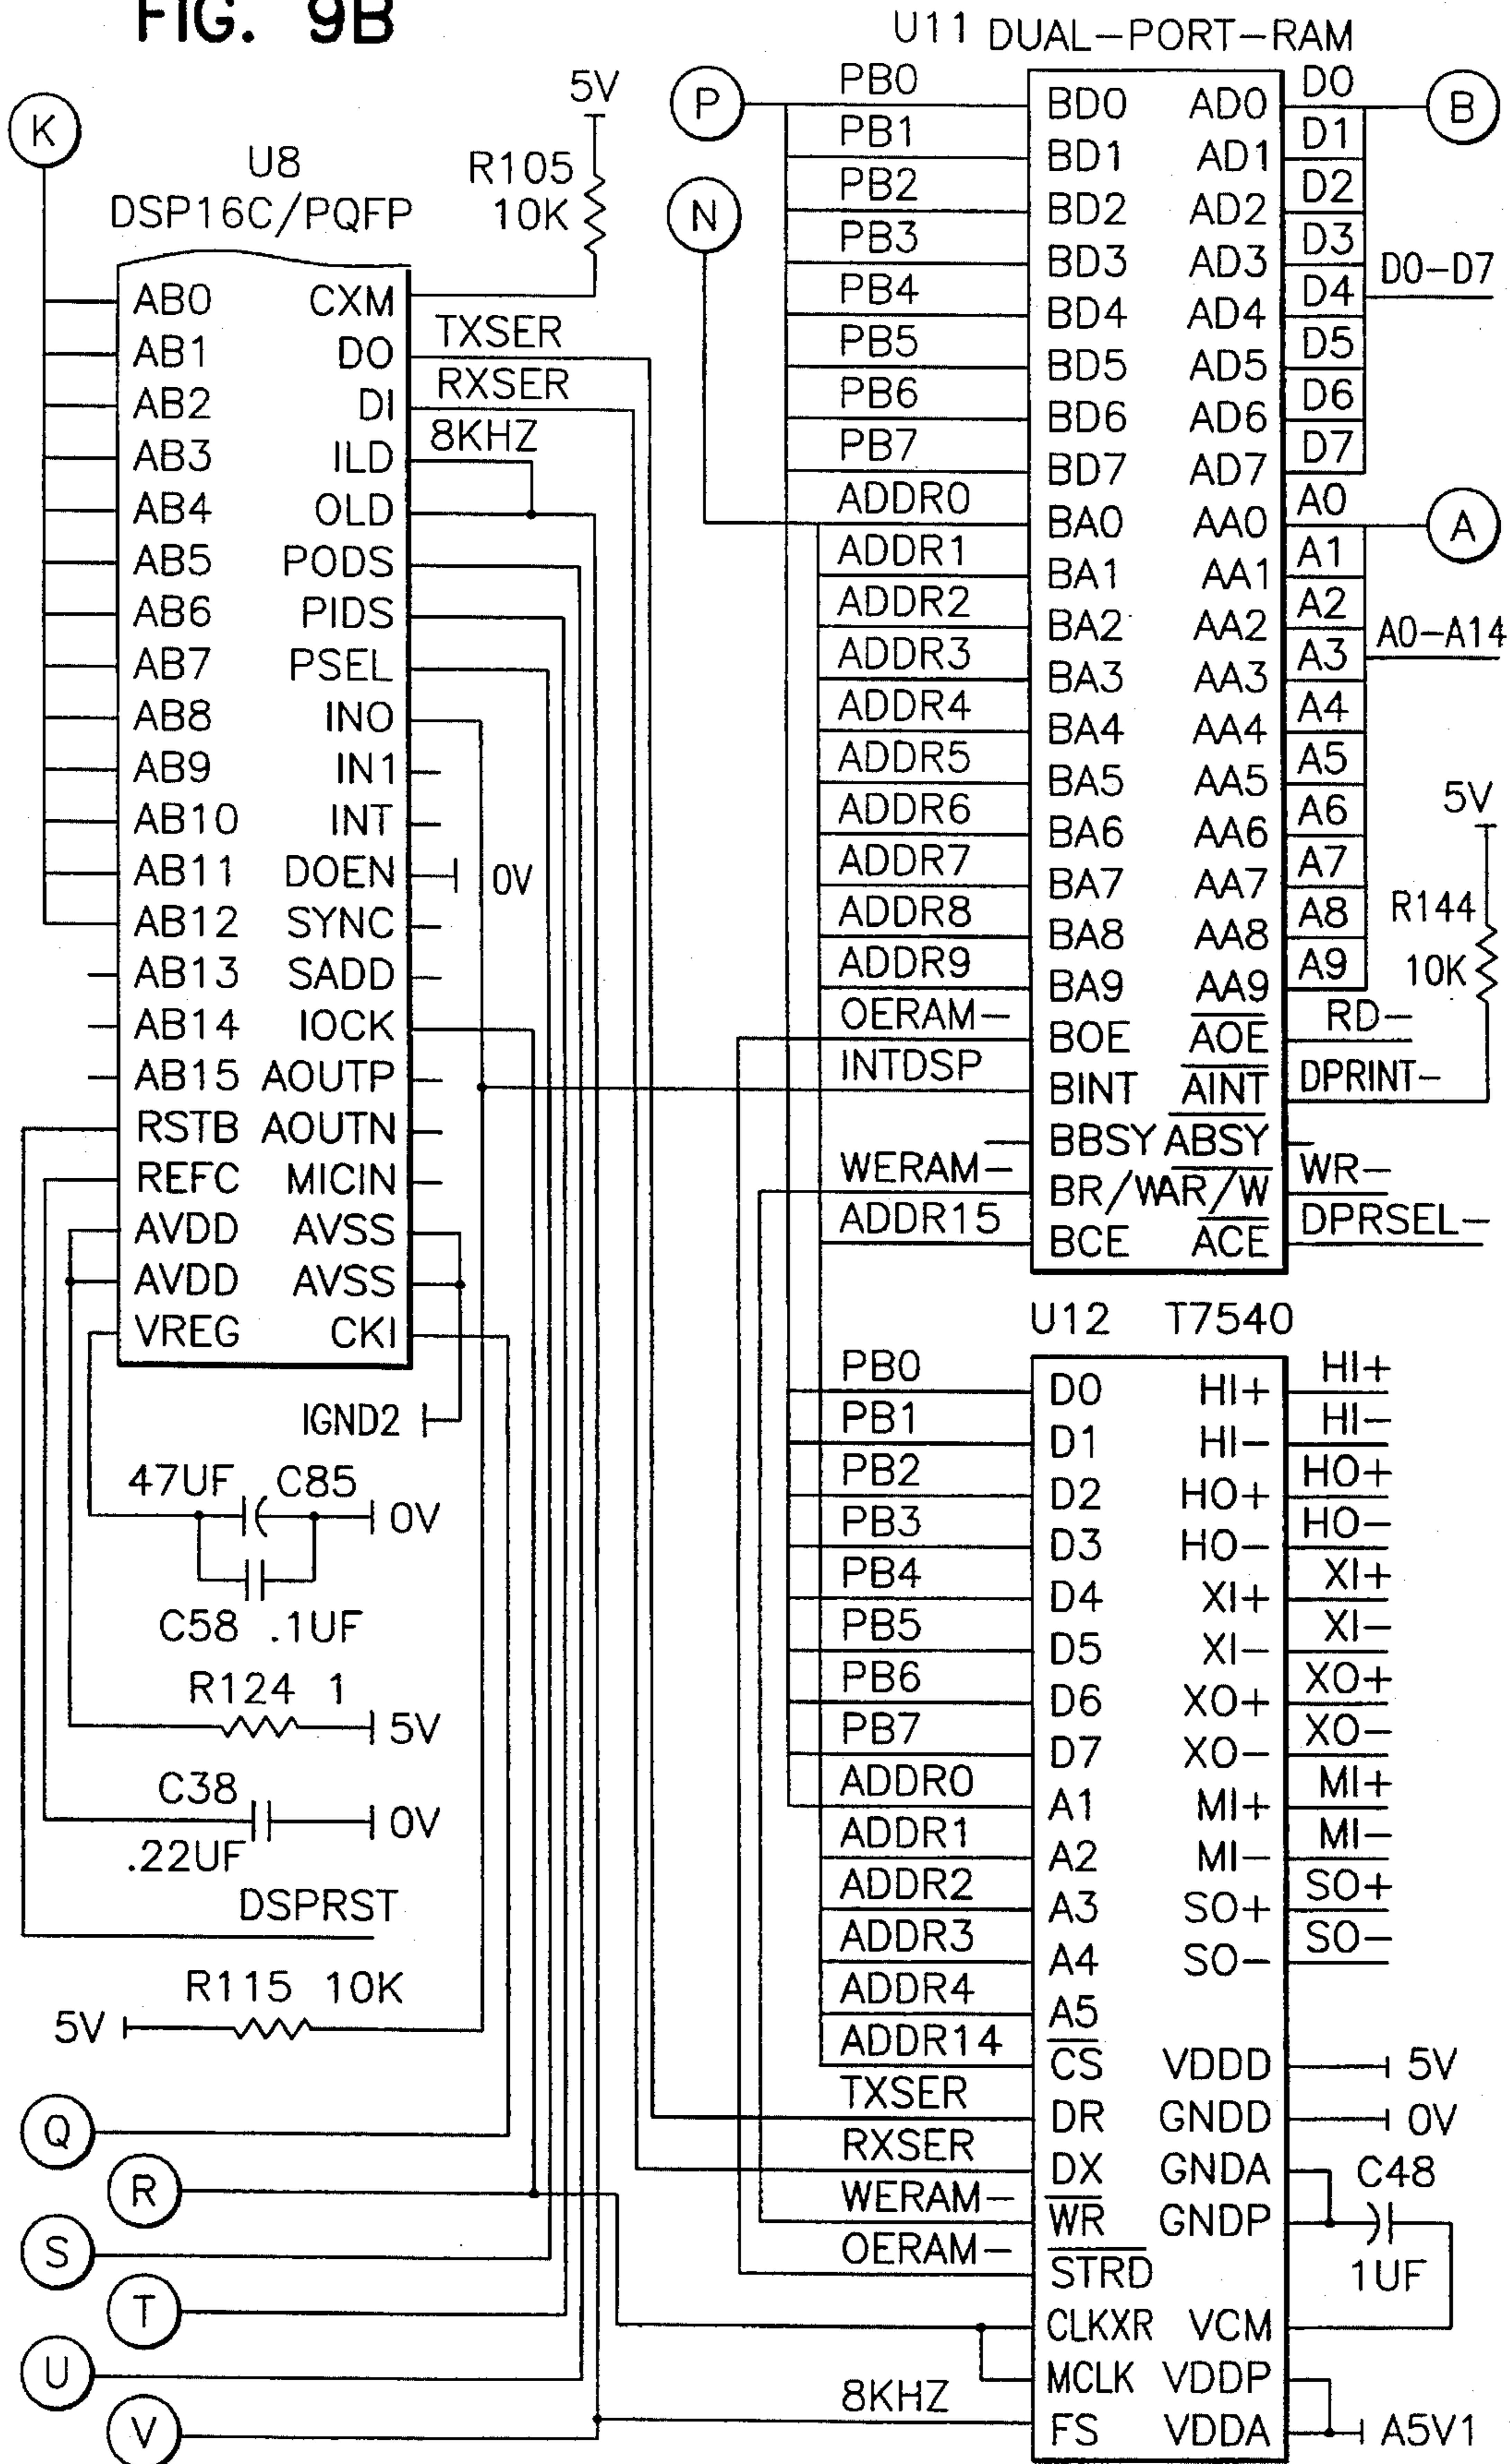 FIG. 9B
K
U8
DSP16C/PQFP
5V
R105
10K
AB0 CXM
AB1 DO TXSER
AB2 DI RXSER
AB3 ILD 8KHZ
AB4 OLD
AB5 PODS
AB6 PIDS
AB7 PSEL
AB8 IN0
AB9 IN1
AB10 INT
AB11 DOEN 0V
AB12 SYNC
AB13 SADD
AB14 IOCK
AB15 AOUTP
RSTB AOUTN
REFC MICIN
AVDD AVSS
AVDD AVSS
VREG CKI
IGND2
47UF C85
0V
C58 .1UF
R124 1
5V
C38
0V
.22UF
DSPRST
R115 10K
5V
Q
R
S
T
U
V
U11 DUAL-PORT-RAM
P
N
PB0 BD0 AD0 D0 B
PB1 BD1 AD1 D1
PB2 BD2 AD2 D2
PB3 BD3 AD3 D3
D0-D7
PB4 BD4 AD4 D4
PB5 BD5 AD5 D5
PB6 BD6 AD6 D6
PB7 BD7 AD7 D7
ADDR0 BA0 AA0 A0 A
ADDR1 BA1 AA1 A1
ADDR2 BA2 AA2 A2
A0-A14
ADDR3 BA3 AA3 A3
ADDR4 BA4 AA4 A4
ADDR5 BA5 AA5 A5
ADDR6 BA6 AA6 A6
ADDR7 BA7 AA7 A7
ADDR8 BA8 AA8 A8
ADDR9 BA9 AA9 A9
5V
R144
10K
OERAM- BOE AOE RD-
INTDSP BINT AINT DPRINT-
BBSY ABSY
WERAM- BR/W AR/W WR-
ADDR15 BCE ACE DPRSEL-
U12 T7540
PB0 D0 HI+ HI+
PB1 D1 HI- HI-
PB2 D2 HO+ HO+
PB3 D3 HO- HO-
PB4 D4 XI+ XI+
PB5 D5 XI- XI-
PB6 D6 XO+ XO+
PB7 D7 XO- XO-
ADDR0 A1 MI+ MI+
ADDR1 A2 MI- MI-
ADDR2 A3 SO+ SO+
ADDR3 A4 SO- SO-
ADDR4 A5
ADDR14 CS VDDD 5V
TXSER DR GNDD 0V
RXSER DX GNDA C48
WERAM- WR GNDP
1UF
OERAM- STRD
CLKXR VCM
MCLK VDDP
8KHZ FS VDDA A5V1